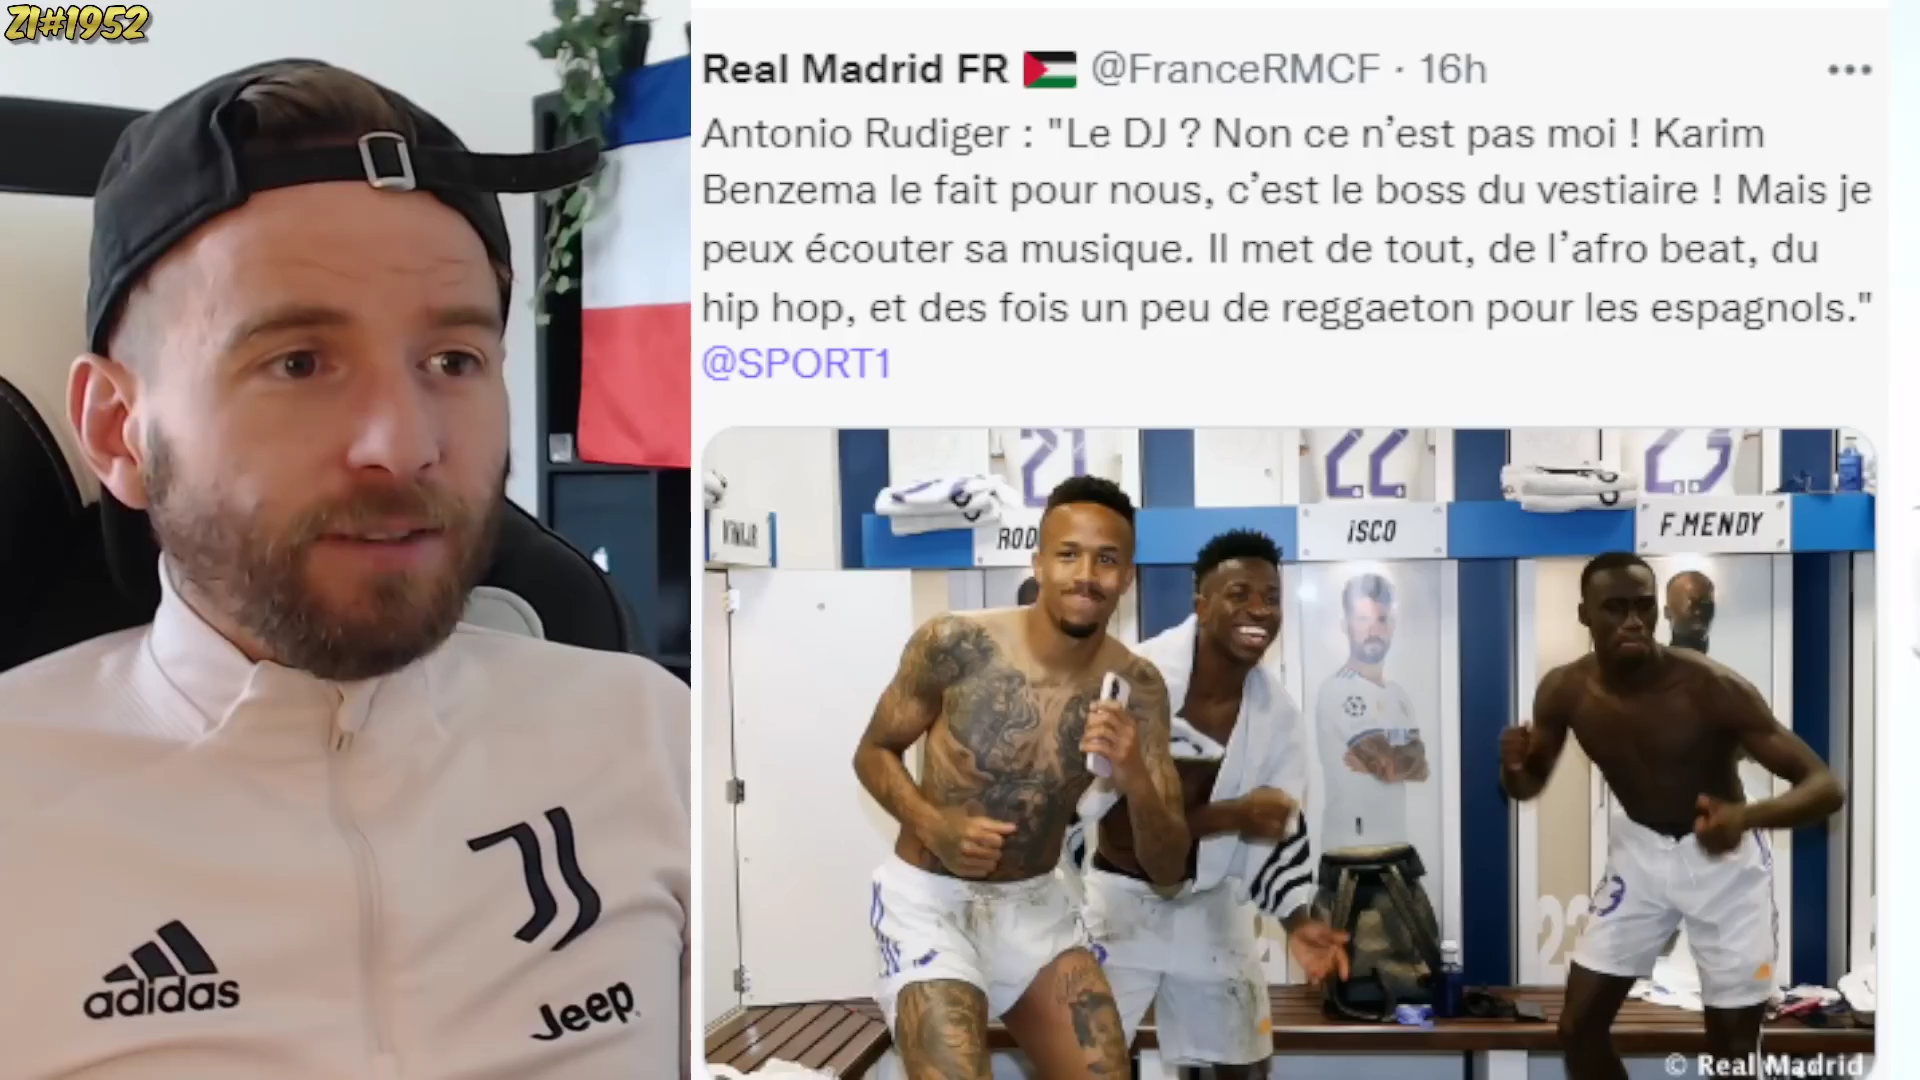 ZI#1952
Real Madrid FR @FranceRMCF · 16h
Antonio Rudiger : "Le DJ ? Non ce n’est pas moi ! Karim
Benzema le fait pour nous, c’est le boss du vestiaire ! Mais je
peux écouter sa musique. Il met de tout, de l’afro beat, du
hip hop, et des fois un peu de reggaeton pour les espagnols."
@SPORT1
21
22
23
ROD
iSCO
F.MENDY
adidas
Jeep
23
© Real Madrid